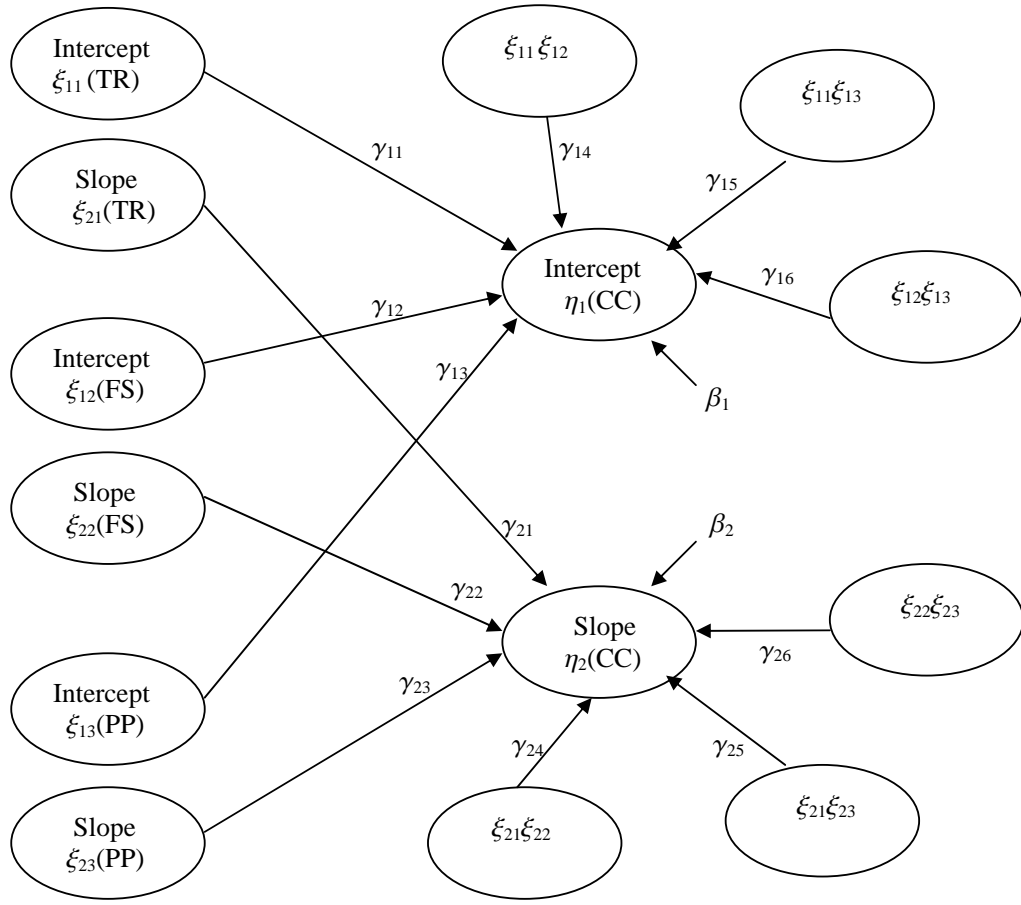 Intercept
ξ₁₁ (TR)
ξ₁₁ ξ₁₂
ξ₁₁ξ₁₃
γ₁₁
γ₁₄
γ₁₅
Slope
ξ₂₁(TR)
Intercept
η₁(CC)
γ₁₆
ξ₁₂ξ₁₃
γ₁₂
Intercept
ξ₁₂(FS)
γ₁₃
β₁
Slope
ξ₂₂(FS)
γ₂₁
β₂
γ₂₂
Slope
η₂(CC)
ξ₂₂ξ₂₃
γ₂₆
Intercept
ξ₁₃(PP)
γ₂₃
γ₂₄
γ₂₅
Slope
ξ₂₃(PP)
ξ₂₁ξ₂₂
ξ₂₁ξ₂₃